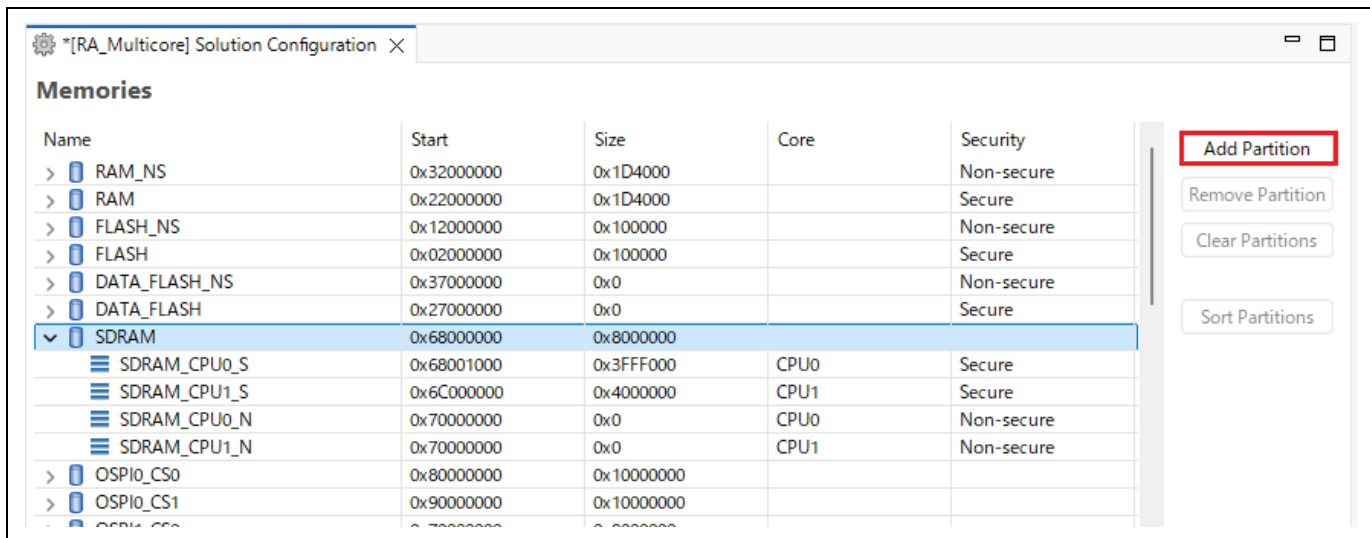 *[RA_Multicore] Solution Configuration
Memories
Name Start Size Core Security
RAM_NS 0x32000000 0x1D4000 Non-secure
RAM 0x22000000 0x1D4000 Secure
FLASH_NS 0x12000000 0x100000 Non-secure
FLASH 0x02000000 0x100000 Secure
DATA_FLASH_NS 0x37000000 0x0 Non-secure
DATA_FLASH 0x27000000 0x0 Secure
SDRAM 0x68000000 0x8000000
SDRAM_CPU0_S 0x68001000 0x3FFF000 CPU0 Secure
SDRAM_CPU1_S 0x6C000000 0x4000000 CPU1 Secure
SDRAM_CPU0_N 0x70000000 0x0 CPU0 Non-secure
SDRAM_CPU1_N 0x70000000 0x0 CPU1 Non-secure
OSPI0_CS0 0x80000000 0x10000000
OSPI0_CS1 0x90000000 0x10000000
Add Partition
Remove Partition
Clear Partitions
Sort Partitions